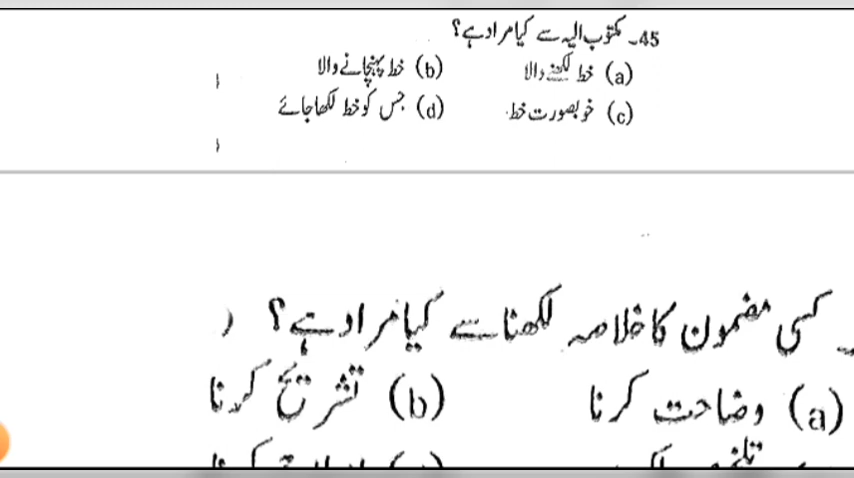 45۔ مکتوب الیہ سے کیا مراد ہے؟
(a) خط لکھنے والا (b) خط پہنچانے والا
(c) خوبصورت خط (d) جس کو خط لکھا جائے
کسی مضمون کا خلاصہ لکھنا سے کیا مراد ہے؟
(a) وضاحت کرنا (b) تشریح کرنا